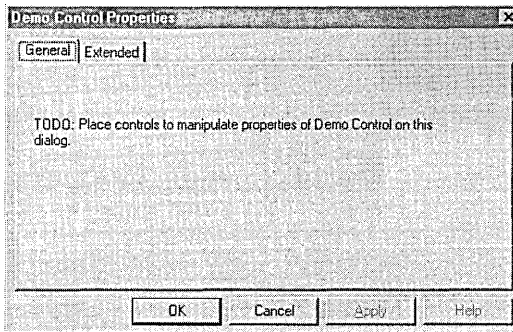 Demo Control Properties
General Extended
TODO: Place controls to manipulate properties of Demo Control on this
dialog.
OK Cancel Apply Help